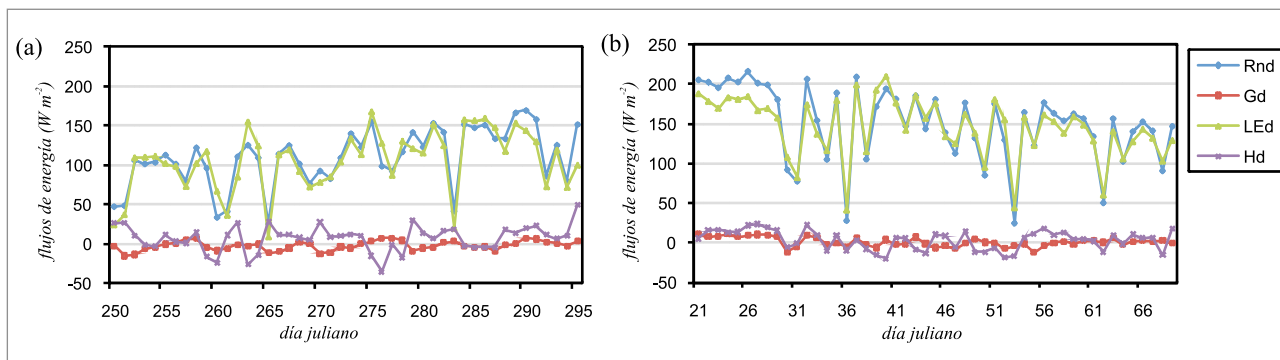 (a)
flujos de energía (W m-2)
250
200
150
100
50
0
-50
250 255 260 265 270 275 280 285 290 295
día juliano
(b)
flujos de energía (W m-2)
250
200
150
100
50
0
-50
21 26 31 36 41 46 51 56 61 66
día juliano
Rnd
Gd
LEd
Hd